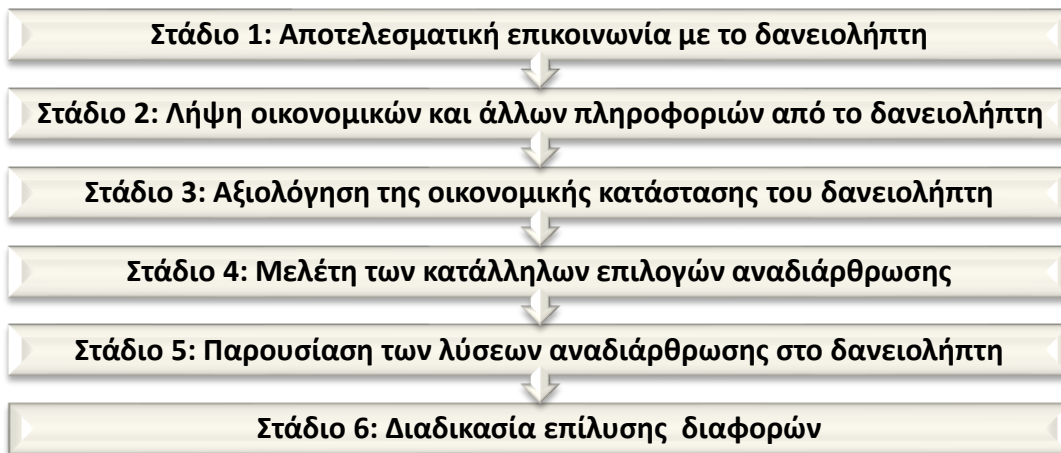 Στάδιο 1: Αποτελεσματική επικοινωνία με το δανειολήπτη
Στάδιο 2: Λήψη οικονομικών και άλλων πληροφοριών από το δανειολήπτη
Στάδιο 3: Αξιολόγηση της οικονομικής κατάστασης του δανειολήπτη
Στάδιο 4: Μελέτη των κατάλληλων επιλογών αναδιάρθρωσης
Στάδιο 5: Παρουσίαση των λύσεων αναδιάρθρωσης στο δανειολήπτη
Στάδιο 6: Διαδικασία επίλυσης διαφορών